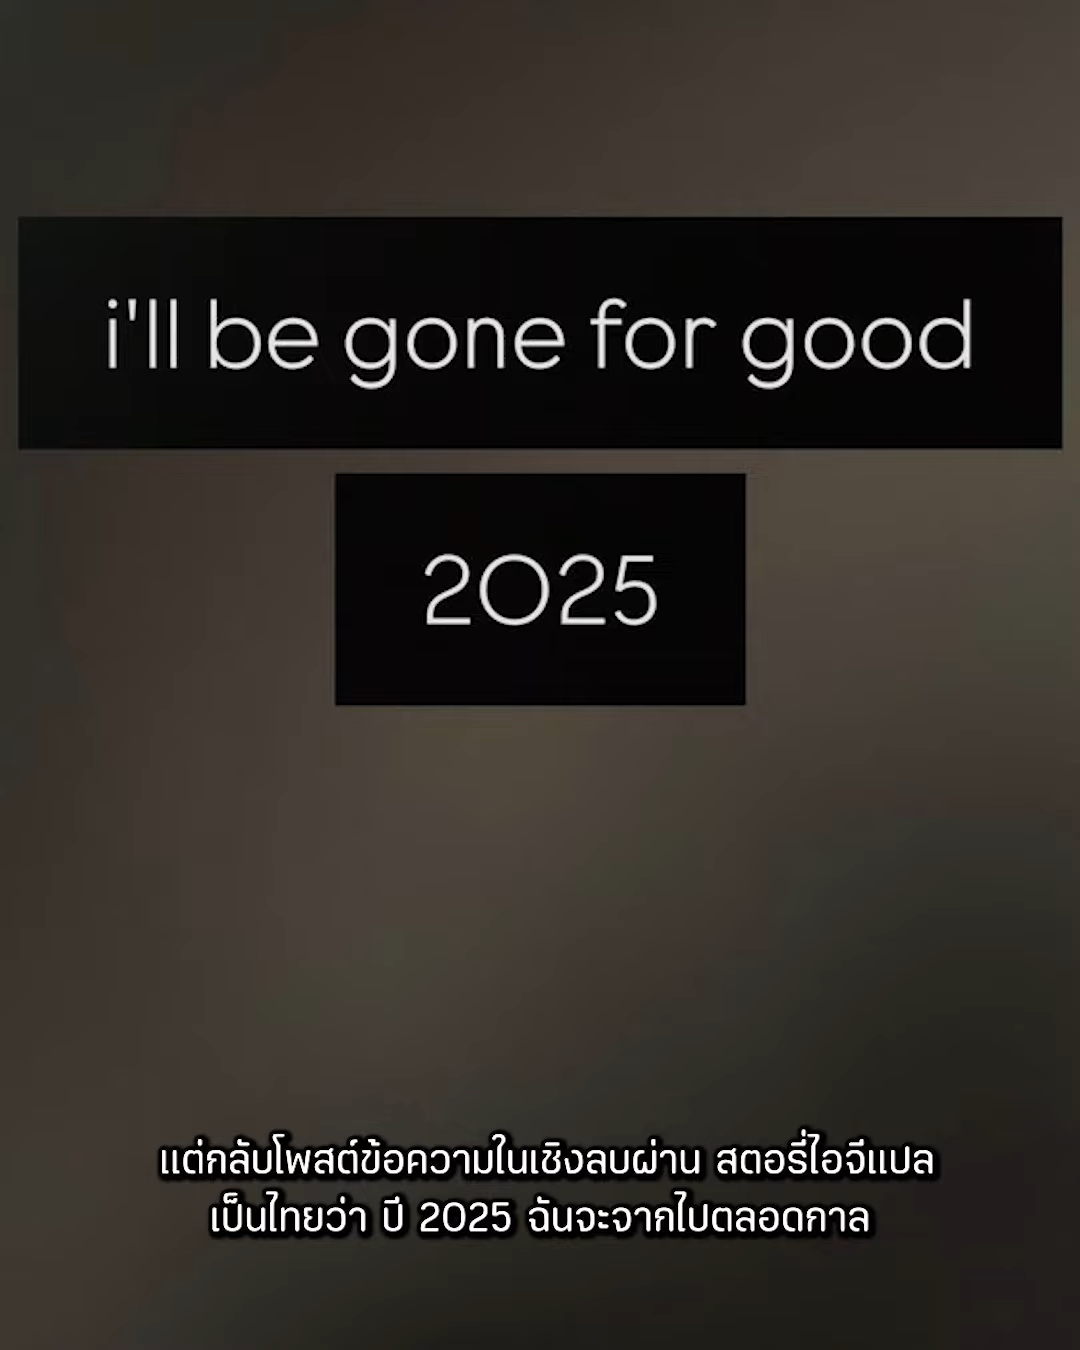 i'll be gone for good
2025
แต่กลับโพสต์ข้อความในเชิงลบผ่าน สตอรี่ไอจีแปล
เป็นไทยว่า ปี 2025 ฉันจะจากไปตลอดกาล